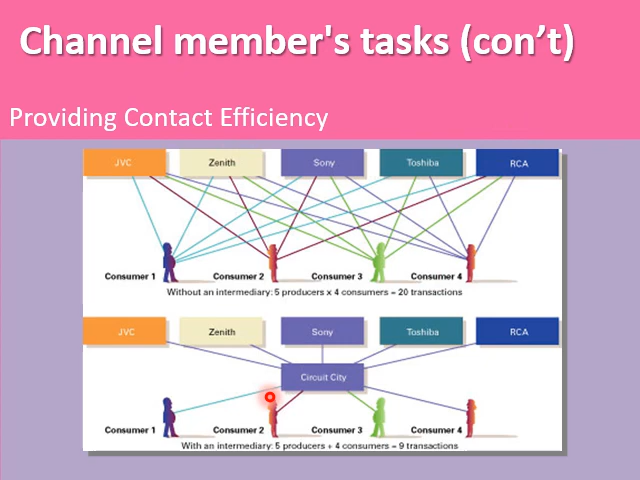 Channel member's tasks (con’t)
Providing Contact Efficiency
JVC Zenith Sony Toshiba RCA
Consumer 1 Consumer 2 Consumer 3 Consumer 4
Without an intermediary: 5 producers x 4 consumers = 20 transactions
JVC Zenith Sony Toshiba RCA
Circuit City
Consumer 1 Consumer 2 Consumer 3 Consumer 4
With an intermediary: 5 producers + 4 consumers = 9 transactions